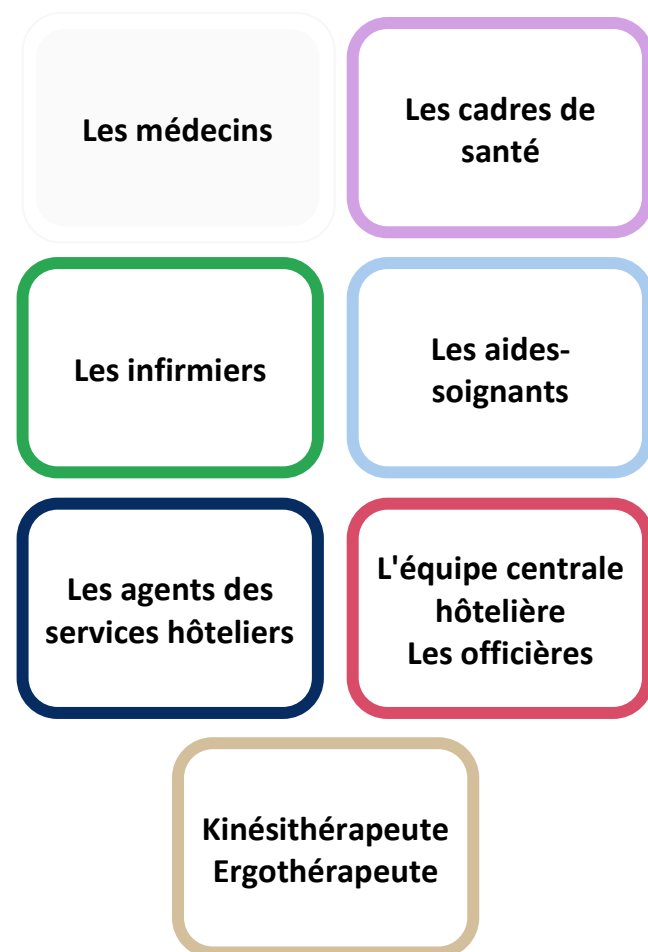 Les médecins
Les cadres de
santé
Les infirmiers
Les aides-
soignants
Les agents des
services hôteliers
L'équipe centrale
hôtelière
Les officières
Kinésithérapeute
Ergothérapeute